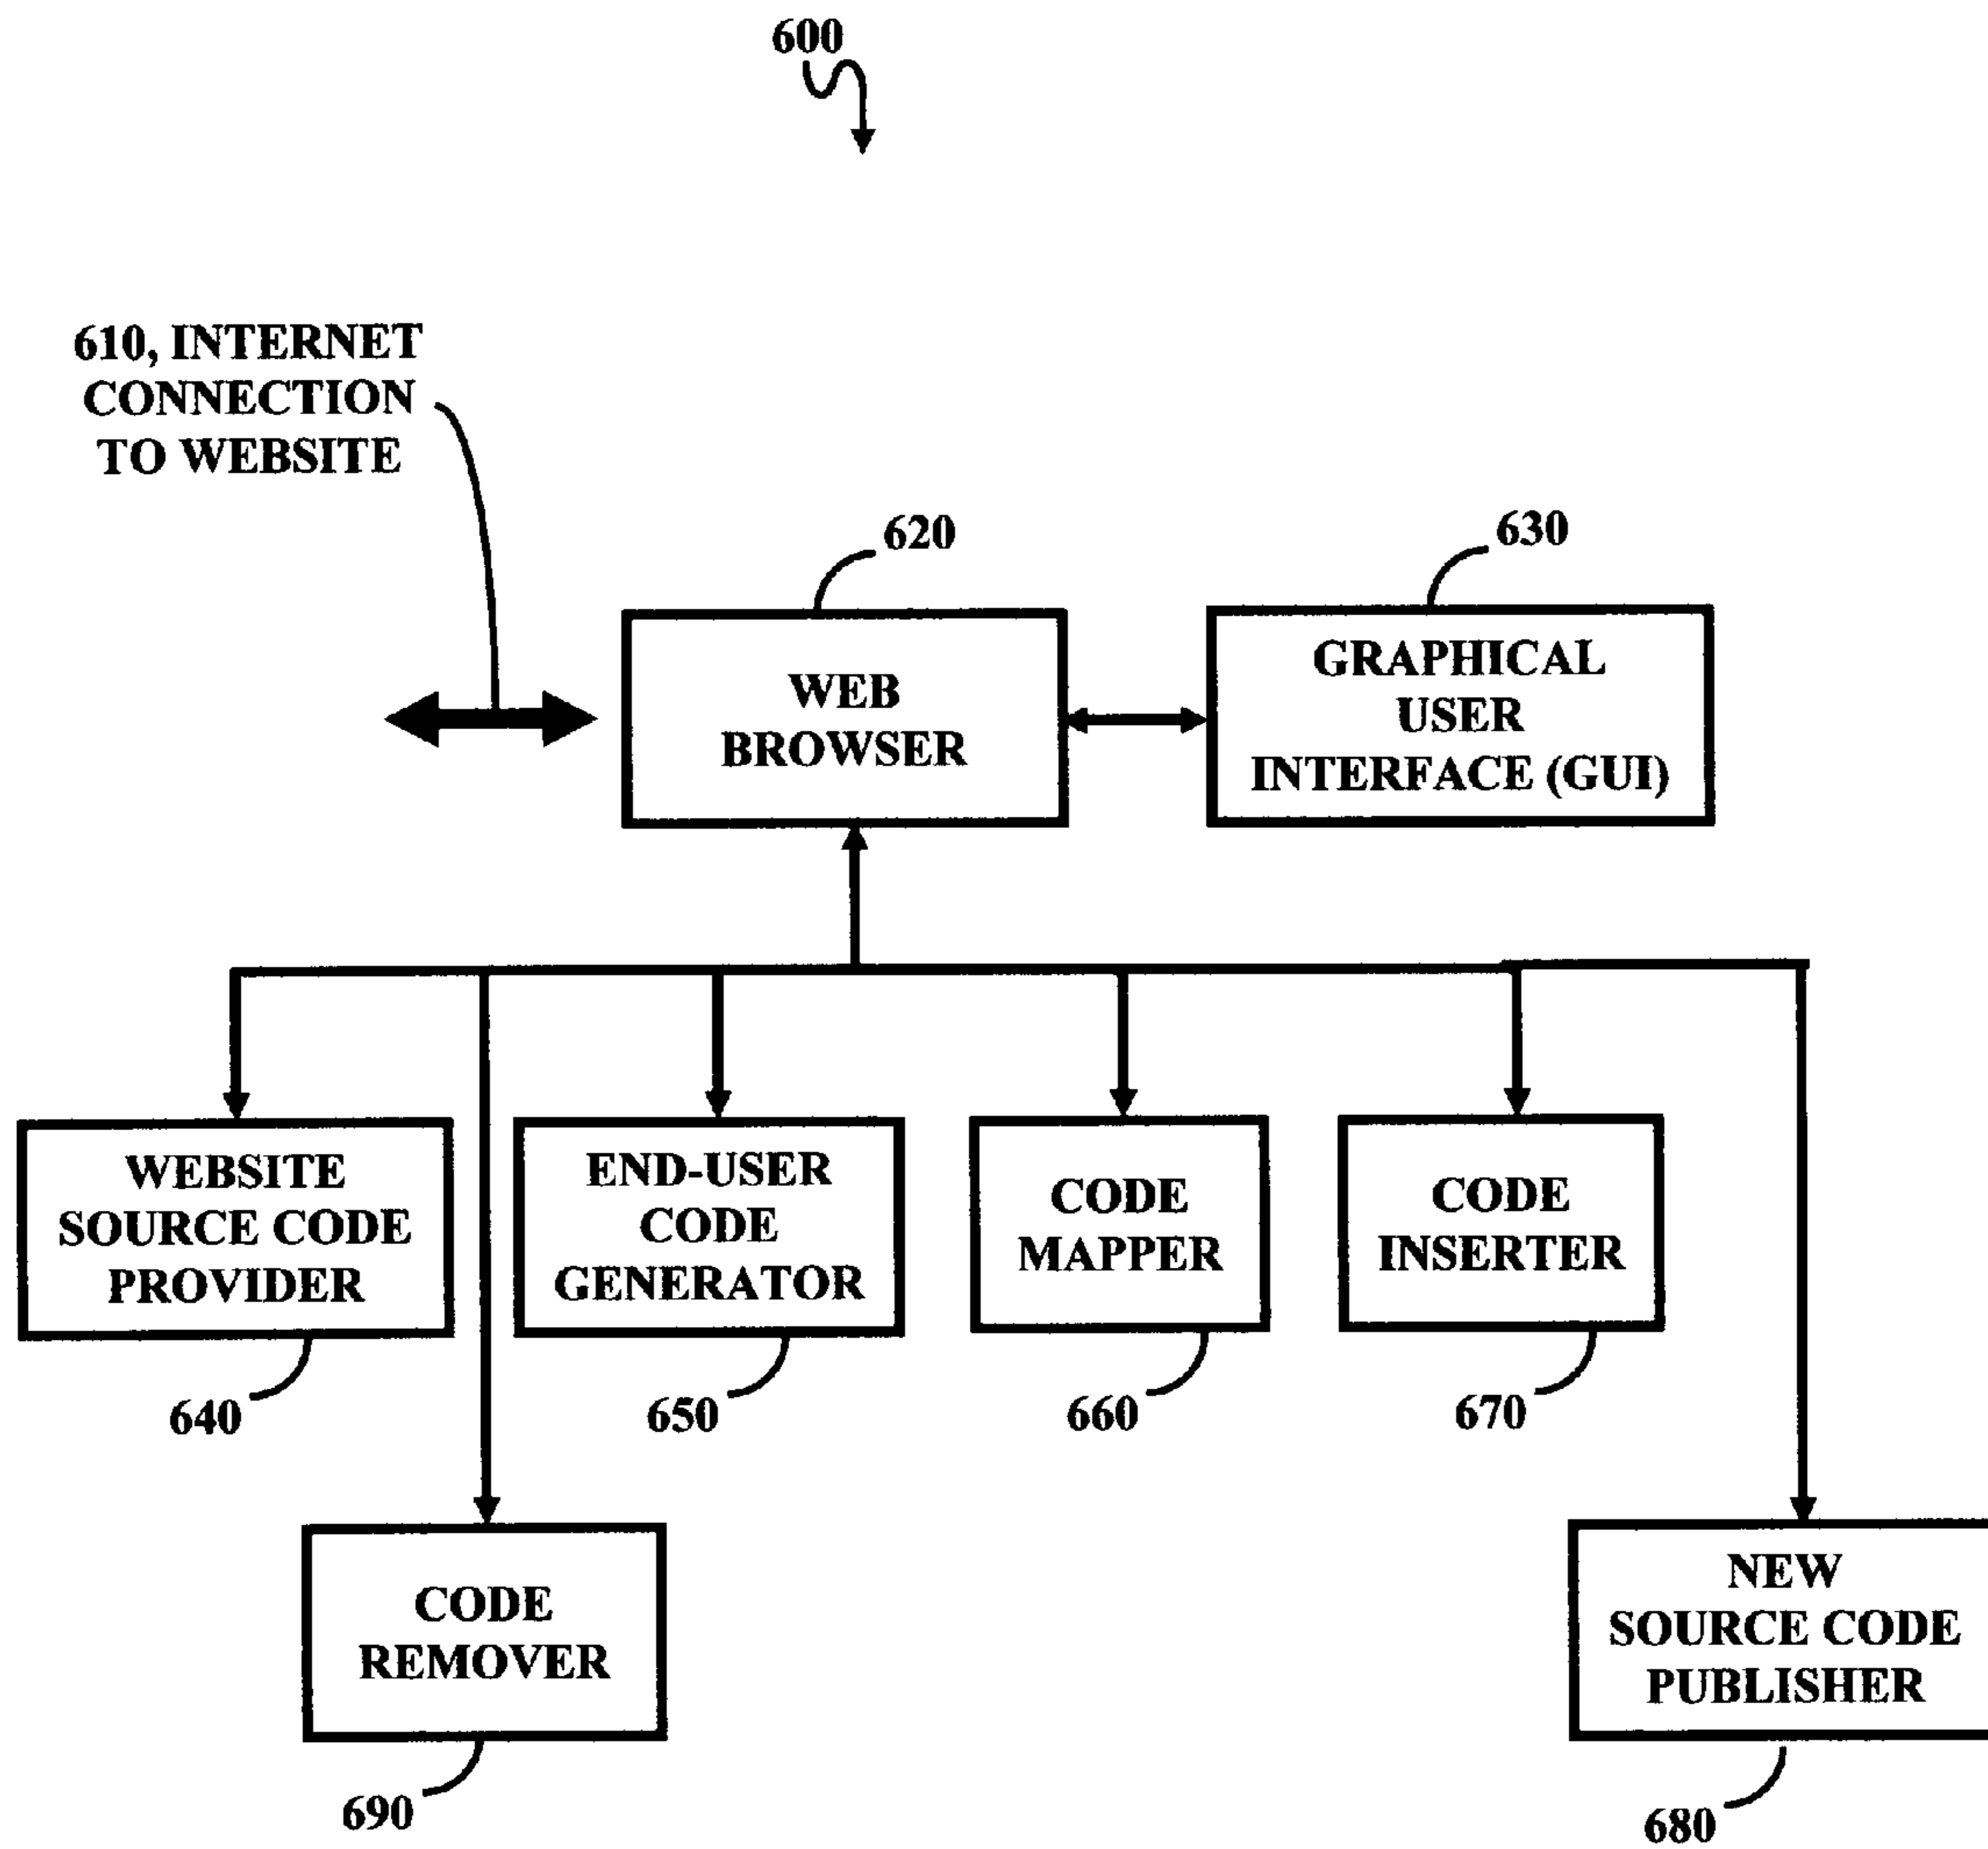 600
610, INTERNET
CONNECTION
TO WEBSITE
620
630
WEB
BROWSER
GRAPHICAL
USER
INTERFACE (GUI)
WEBSITE
SOURCE CODE
PROVIDER
END-USER
CODE
GENERATOR
CODE
MAPPER
CODE
INSERTER
640
650
660
670
CODE
REMOVER
NEW
SOURCE CODE
PUBLISHER
690
680